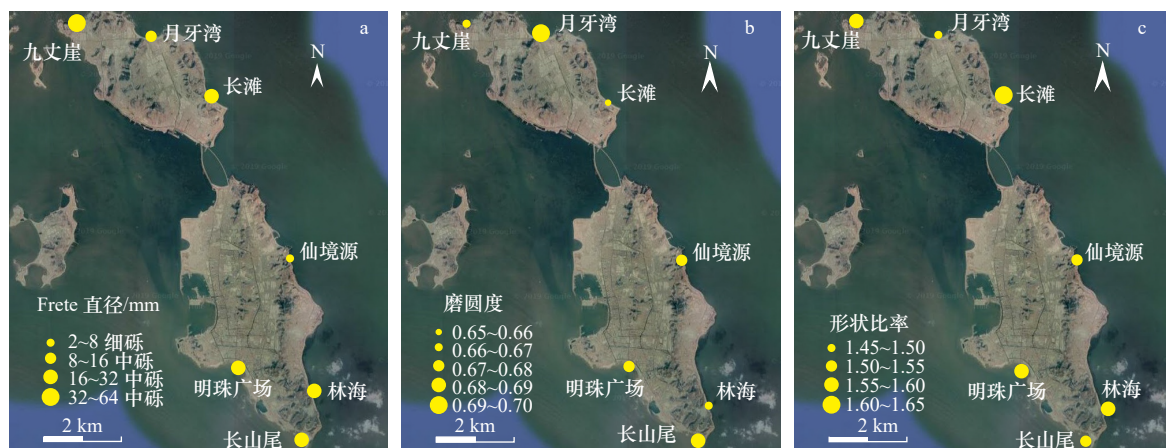 a
九丈崖
月牙湾
N
长滩
仙境源
Frete 直径/mm
2~8 细砾
8~16 中砾
16~32 中砾
32~64 中砾
明珠广场
林海
长山尾
2 km
b
月牙湾
九丈崖
N
长滩
仙境源
磨圆度
0.65~0.66
0.66~0.67
0.67~0.68
0.68~0.69
0.69~0.70
明珠广场
林海
长山尾
2 km
c
月牙湾
九丈崖
N
长滩
仙境源
形状比率
1.45~1.50
1.50~1.55
1.55~1.60
1.60~1.65
明珠广场
林海
长山尾
2 km